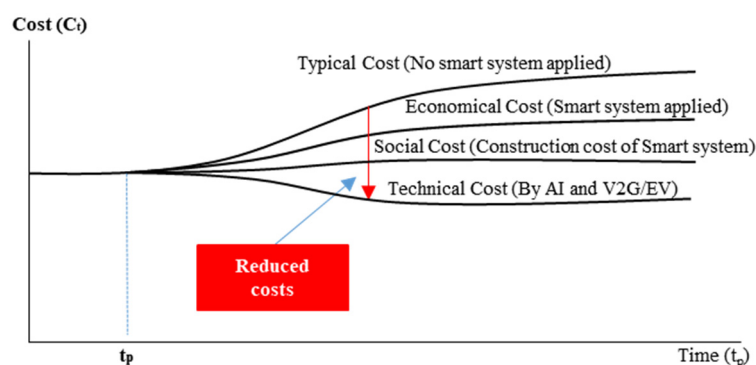 Cost (Ct)
Typical Cost (No smart system applied)
Economical Cost (Smart system applied)
Social Cost (Construction cost of Smart system)
Technical Cost (By AI and V2G/EV)
Reduced
costs
tp
Time (tp)